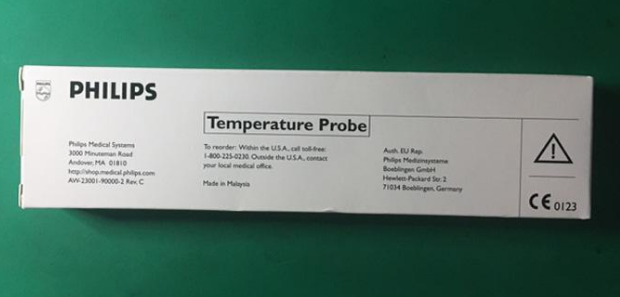 PHILIPS
PHILIPS
Temperature Probe
Philips Medical Systems
3000 Minuteman Road
Andover, MA 01810
http://shop.medical.philips.com
AW-23001-90000-2 Rev. C
To reorder: Within the U.S.A., call toll-free:
1-800-225-0230. Outside the U.S.A., contact
your local medical office.
Made in Malaysia
Auth. EU Rep.
Philips Medizinsysteme
Boeblingen GmbH
Hewlett-Packard Str. 2
71034 Boeblingen, Germany
CE 0123